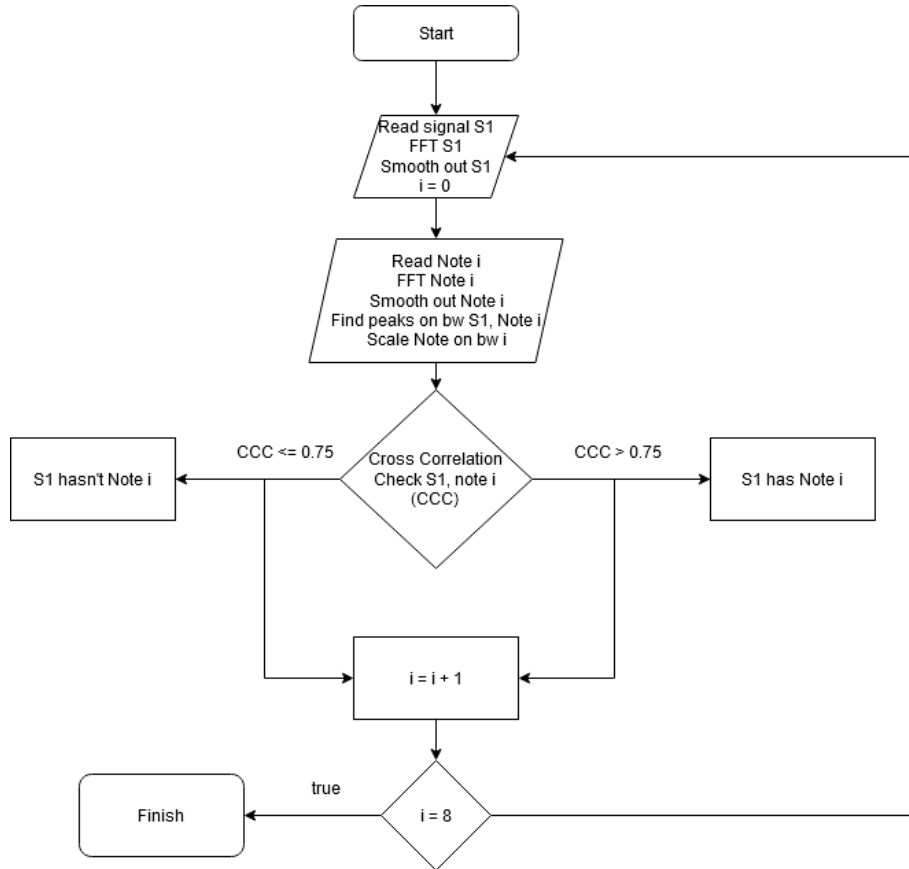 Start
Read signal S1
FFT S1
Smooth out S1
i = 0
Read Note i
FFT Note i
Smooth out Note i
Find peaks on bw S1, Note i
Scale Note on bw i
CCC <= 0.75
CCC > 0.75
S1 hasn't Note i
Cross Correlation
Check S1, note i
(CCC)
S1 has Note i
i = i + 1
true
Finish
i = 8